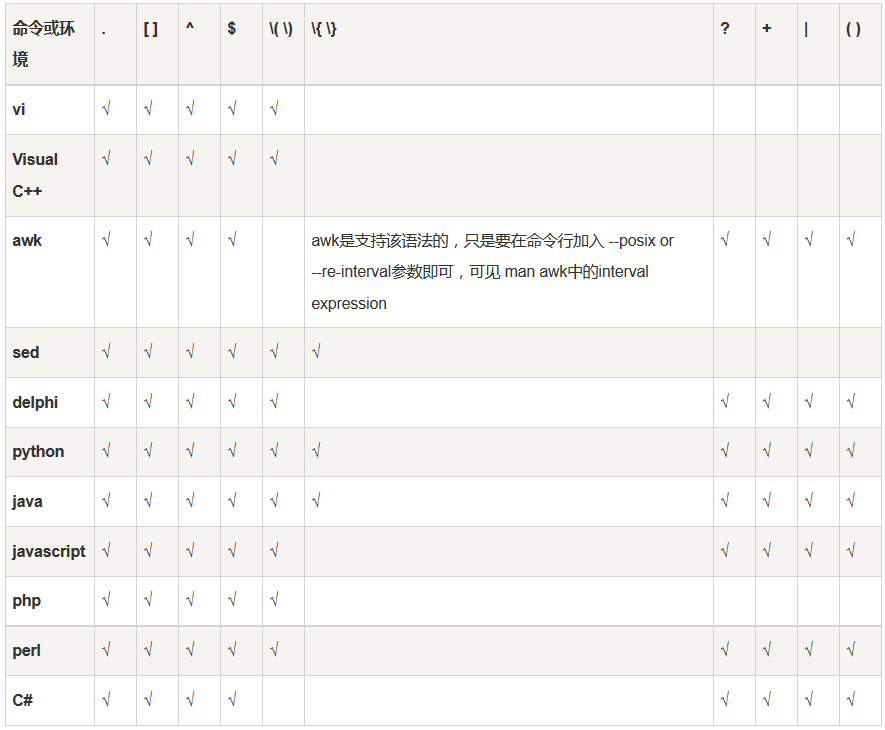 命令或环境 . [ ] ^ $ \( \) \{ \} ? + | ( )
vi √ √ √ √ √
Visual C++ √ √ √ √ √
awk √ √ √ √ awk是支持该语法的，只是要在命令行加入 --posix or
--re-interval参数即可，可见 man awk中的interval
expression √ √ √ √
sed √ √ √ √ √ √
delphi √ √ √ √ √ √ √ √ √
python √ √ √ √ √ √ √ √ √ √
java √ √ √ √ √ √ √ √ √ √
javascript √ √ √ √ √ √ √ √ √
php √ √ √ √ √
perl √ √ √ √ √ √ √ √ √
C# √ √ √ √ √ √ √ √